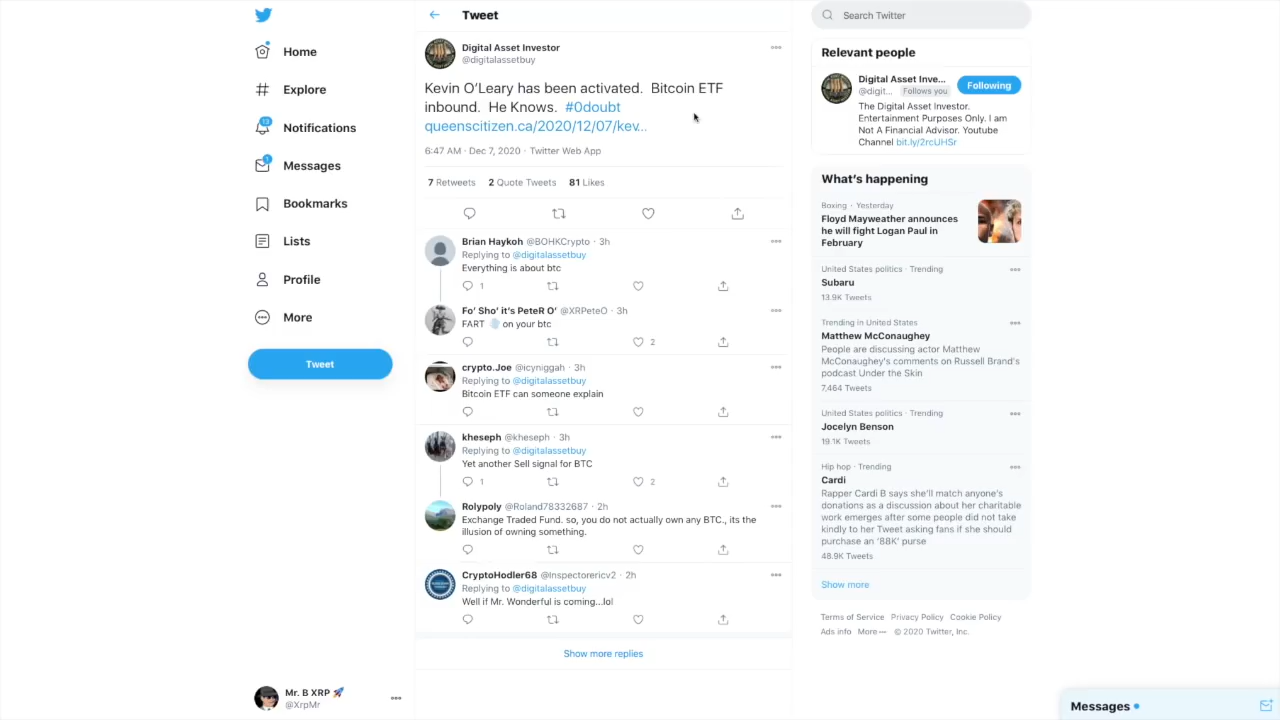 Home
Explore
13
Notifications
1
Messages
Bookmarks
Lists
Profile
More
Tweet
Mr. B XRP 🚀
@XrpMr
Tweet
Digital Asset Investor
@digitalassetbuy
Kevin O'Leary has been activated. Bitcoin ETF
inbound. He Knows. #0doubt
queenscitizen.ca/2020/12/07/kev...
6:47 AM · Dec 7, 2020 · Twitter Web App
7 Retweets 2 Quote Tweets 81 Likes
Brian Haykoh @BOHKCrypto · 3h
Replying to @digitalassetbuy
Everything is about btc
1
Fo' Sho' it's PeteR O' @XRPeteO · 3h
FART 💨 on your btc
2
crypto.Joe @icyniggah · 3h
Replying to @digitalassetbuy
Bitcoin ETF can someone explain
kheseph @kheseph · 3h
Replying to @digitalassetbuy
Yet another Sell signal for BTC
1 2
Rolypoly @Roland78332687 · 2h
Exchange Traded Fund. so, you do not actually own any BTC., its the
illusion of owning something.
CryptoHodler68 @Inspectorericv2 · 2h
Replying to @digitalassetbuy
Well if Mr. Wonderful is coming...lol
Show more replies
Search Twitter
Relevant people
Digital Asset Inve...
@digit... Follows you
Following
The Digital Asset Investor.
Entertainment Purposes Only. I am
Not A Financial Advisor. Youtube
Channel bit.ly/2rcUHSr
What's happening
Boxing · Yesterday
Floyd Mayweather announces
he will fight Logan Paul in
February
United States politics · Trending
Subaru
13.9K Tweets
Trending in United States
Matthew McConaughey
People are discussing actor Matthew
McConaughey's comments on Russell Brand's
podcast Under the Skin
7,464 Tweets
United States politics · Trending
Jocelyn Benson
19.1K Tweets
Hip hop · Trending
Cardi
Rapper Cardi B says she'll match anyone's
donations as a discussion about her charitable
work emerges after some people did not take
kindly to her Tweet asking fans if she should
purchase an '88K' purse
48.9K Tweets
Show more
Terms of Service Privacy Policy Cookie Policy
Ads info More © 2020 Twitter, Inc.
Messages